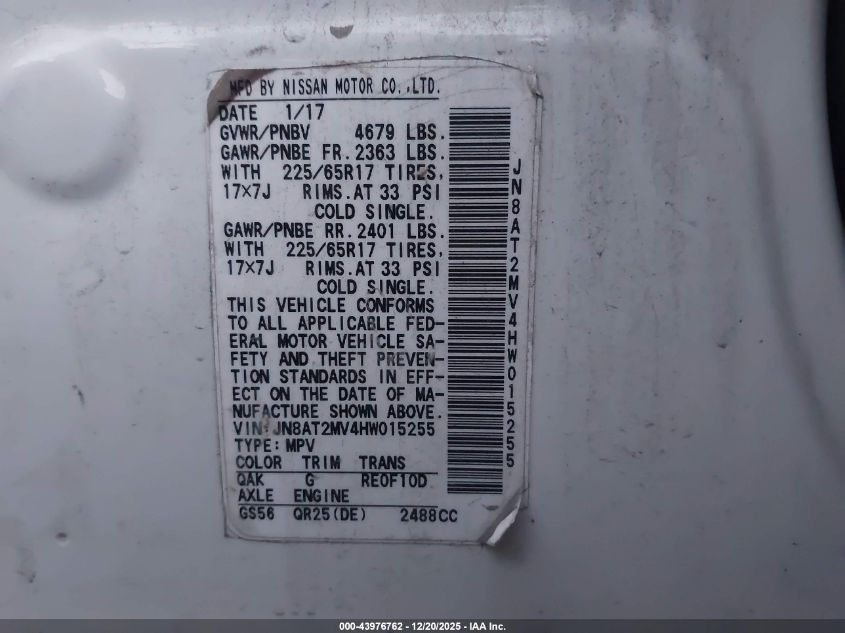 MFD BY NISSAN MOTOR CO.,LTD.
DATE 1/17
GVWR/PNBV 4679 LBS.
GAWR/PNBE FR. 2363 LBS.
WITH 225/65R17 TIRES,
17×7J RIMS.AT 33 PSI
COLD SINGLE.
GAWR/PNBE RR. 2401 LBS.
WITH 225/65R17 TIRES,
17×7J RIMS.AT 33 PSI
COLD SINGLE.
THIS VEHICLE CONFORMS
TO ALL APPLICABLE FED-
ERAL MOTOR VEHICLE SA-
FETY AND THEFT PREVEN-
TION STANDARDS IN EFF-
ECT ON THE DATE OF MA-
NUFACTURE SHOWN ABOVE.
VIN:JN8AT2MV4HW015255
TYPE: MPV
COLOR TRIM TRANS
QAK G RE0F10D
AXLE ENGINE
GS56 QR25(DE) 2488CC
JN8AT2MV4HW015255
000-43976762 - 12/20/2025 - IAA Inc.